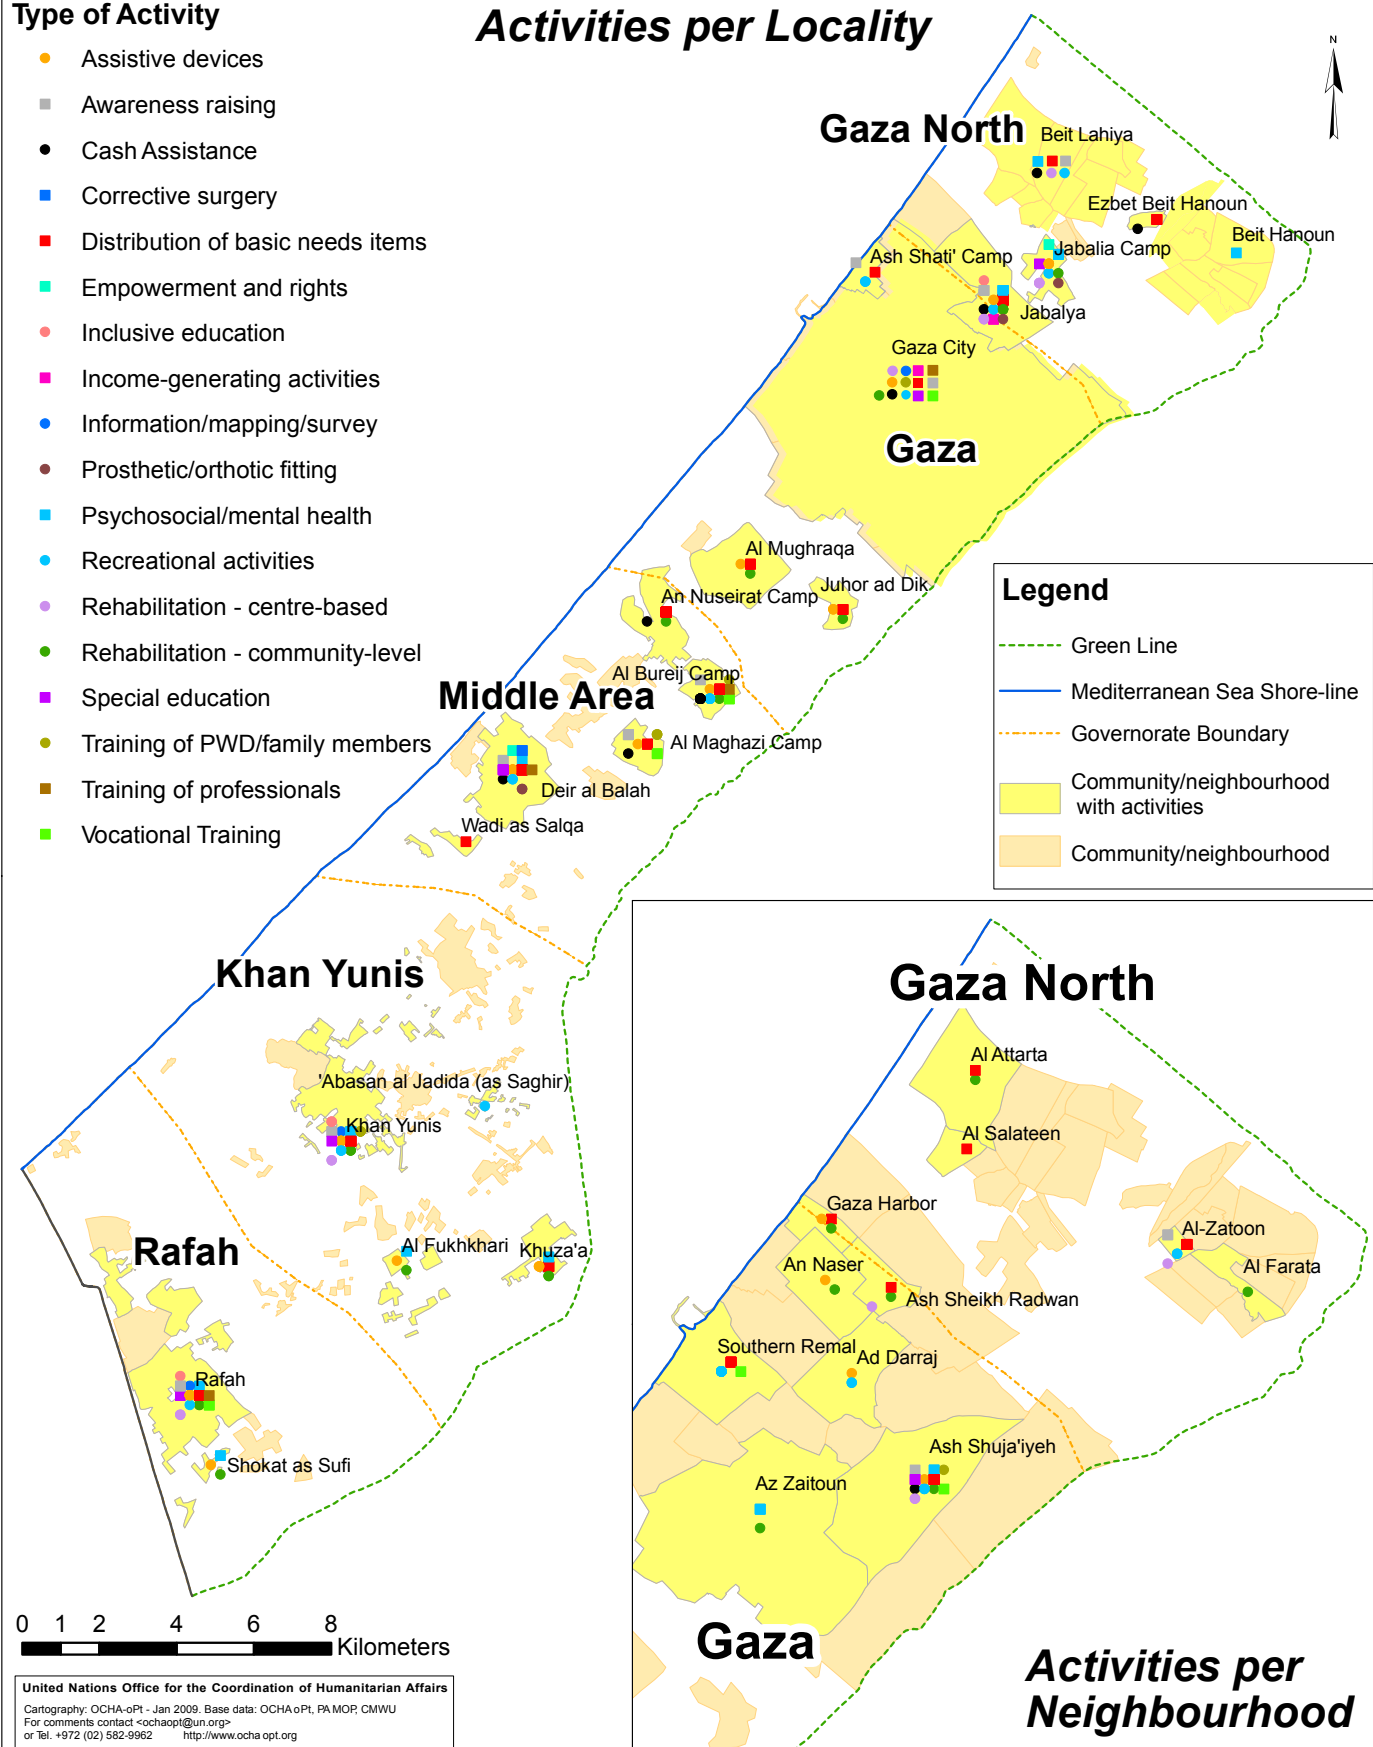 Type of Activity
Assistive devices
Awareness raising
Cash Assistance
Corrective surgery
Distribution of basic needs items
Empowerment and rights
Inclusive education
Income-generating activities
Information/mapping/survey
Prosthetic/orthotic fitting
Psychosocial/mental health
Recreational activities
Rehabilitation - centre-based
Rehabilitation - community-level
Special education
Training of PWD/family members
Training of professionals
Vocational Training
Activities per Locality
N
Gaza North
Beit Lahiya
Ezbet Beit Hanoun
Beit Hanoun
Jabalia Camp
Ash Shati' Camp
Jabalya
Gaza City
Gaza
Al Mughraqa
Juhor ad Dik
An Nuseirat Camp
Al Bureij Camp
Middle Area
Al Maghazi Camp
Deir al Balah
Wadi as Salqa
Khan Yunis
'Abasan al Jadida (as Saghir)
Khan Yunis
Al Fukhkhari
Khuza'a
Rafah
Rafah
Shokat as Sufi
Legend
Green Line
Mediterranean Sea Shore-line
Governorate Boundary
Community/neighbourhood
with activities
Community/neighbourhood
Gaza North
Al Attarta
Al Salateen
Gaza Harbor
Al-Zatoon
An Naser
Al Farata
Ash Sheikh Radwan
Southern Remal
Ad Darraj
Ash Shuja'iyeh
Az Zaitoun
Gaza
Activities per
Neighbourhood
0 1 2 4 6 8
Kilometers
United Nations Office for the Coordination of Humanitarian Affairs
Cartography: OCHA-oPt - Jan 2009. Base data: OCHA oPt, PA MOP, CMWU
For comments contact <ochaopt@un.org>
or Tel. +972 (02) 582-9962 http://www.ochaopt.org